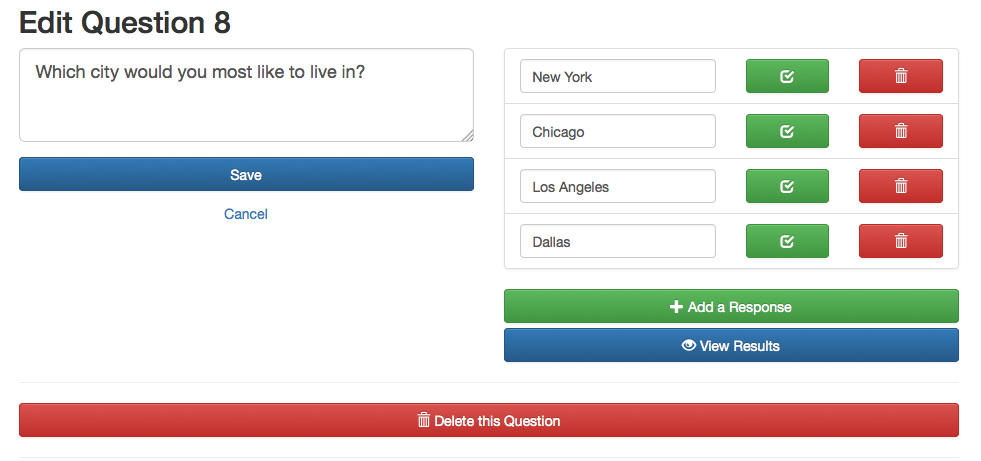 Edit Question 8
Which city would you most like to live in?
Save
Cancel
New York
Chicago
Los Angeles
Dallas
Add a Response
View Results
Delete this Question